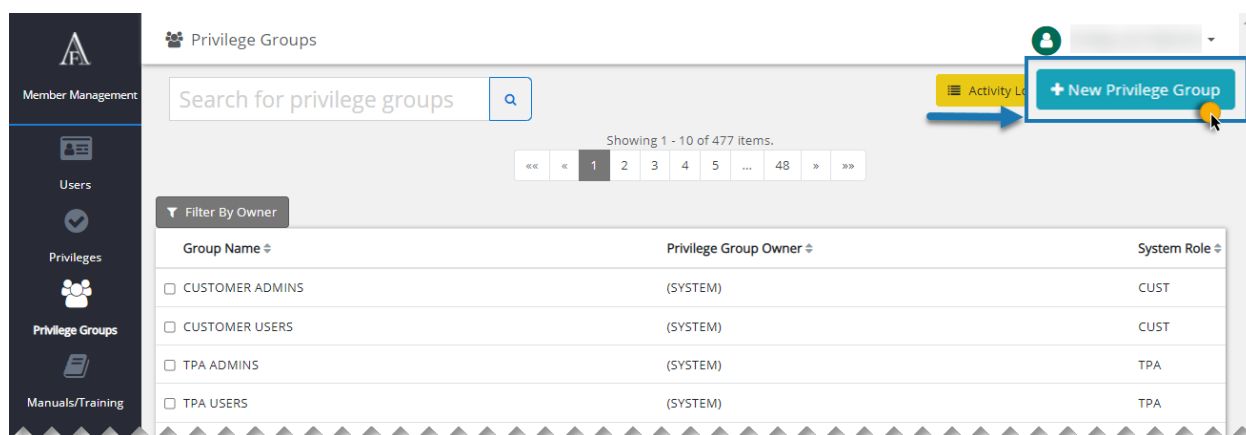 AFA
Privilege Groups
Member Management
Search for privilege groups
Activity Lo
+ New Privilege Group
Showing 1 - 10 of 477 items.
«« « 1 2 3 4 5 ... 48 » »»
Users
Filter By Owner
Privileges
Group Name Privilege Group Owner System Role
CUSTOMER ADMINS (SYSTEM) CUST
CUSTOMER USERS (SYSTEM) CUST
Privilege Groups
TPA ADMINS (SYSTEM) TPA
Manuals/Training
TPA USERS (SYSTEM) TPA